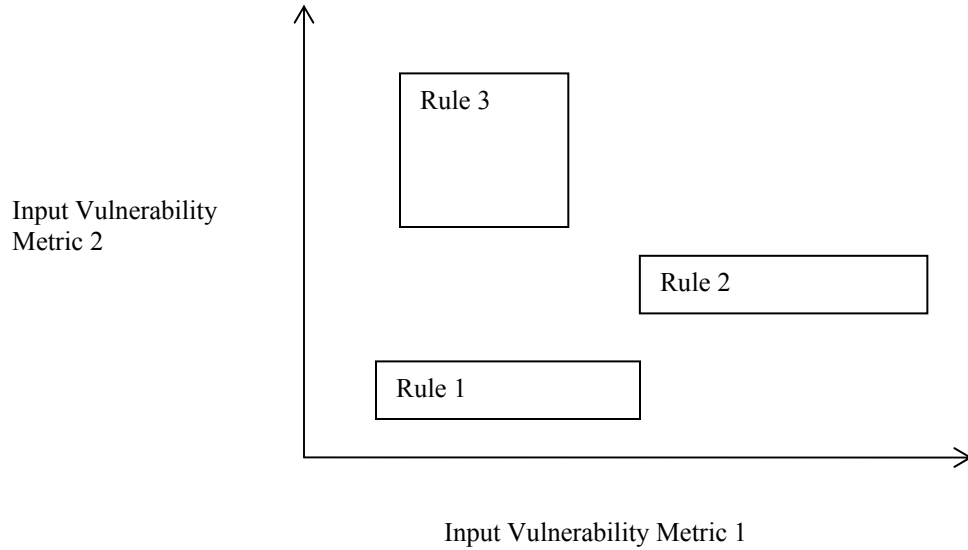 Rule 3
Input Vulnerability
Metric 2
Rule 2
Rule 1
Input Vulnerability Metric 1